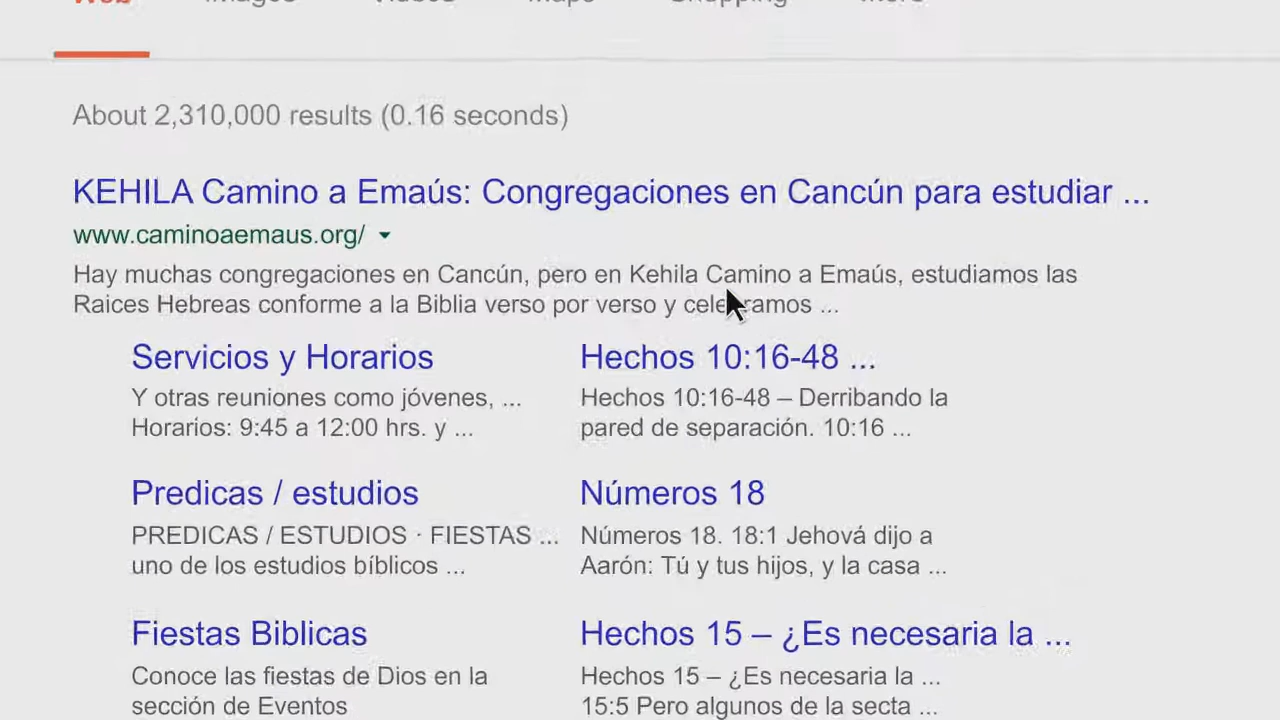 Web Images Videos Maps Shopping More
About 2,310,000 results (0.16 seconds)
KEHILA Camino a Emaús: Congregaciones en Cancún para estudiar ...
www.caminoaemaus.org/
Hay muchas congregaciones en Cancún, pero en Kehila Camino a Emaús, estudiamos las
Raices Hebreas conforme a la Biblia verso por verso y celebramos ...
Servicios y Horarios
Y otras reuniones como jóvenes, ...
Horarios: 9:45 a 12:00 hrs. y ...
Hechos 10:16-48 ...
Hechos 10:16-48 – Derribando la
pared de separación. 10:16 ...
Predicas / estudios
PREDICAS / ESTUDIOS · FIESTAS ...
uno de los estudios bíblicos ...
Números 18
Números 18. 18:1 Jehová dijo a
Aarón: Tú y tus hijos, y la casa ...
Fiestas Biblicas
Conoce las fiestas de Dios en la
sección de Eventos
Hechos 15 – ¿Es necesaria la ...
Hechos 15 – ¿Es necesaria la ...
15:5 Pero algunos de la secta ...